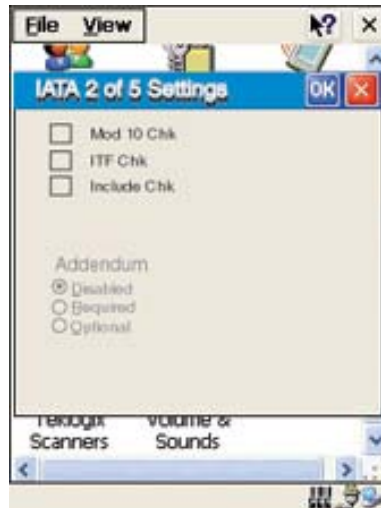 File View
IATA 2 of 5 Settings OK
Mod 10 Chk
ITF Chk
Include Chk
Addendum
Disabled
Required
Optional
Teklogix Volume &
Scanners Sounds